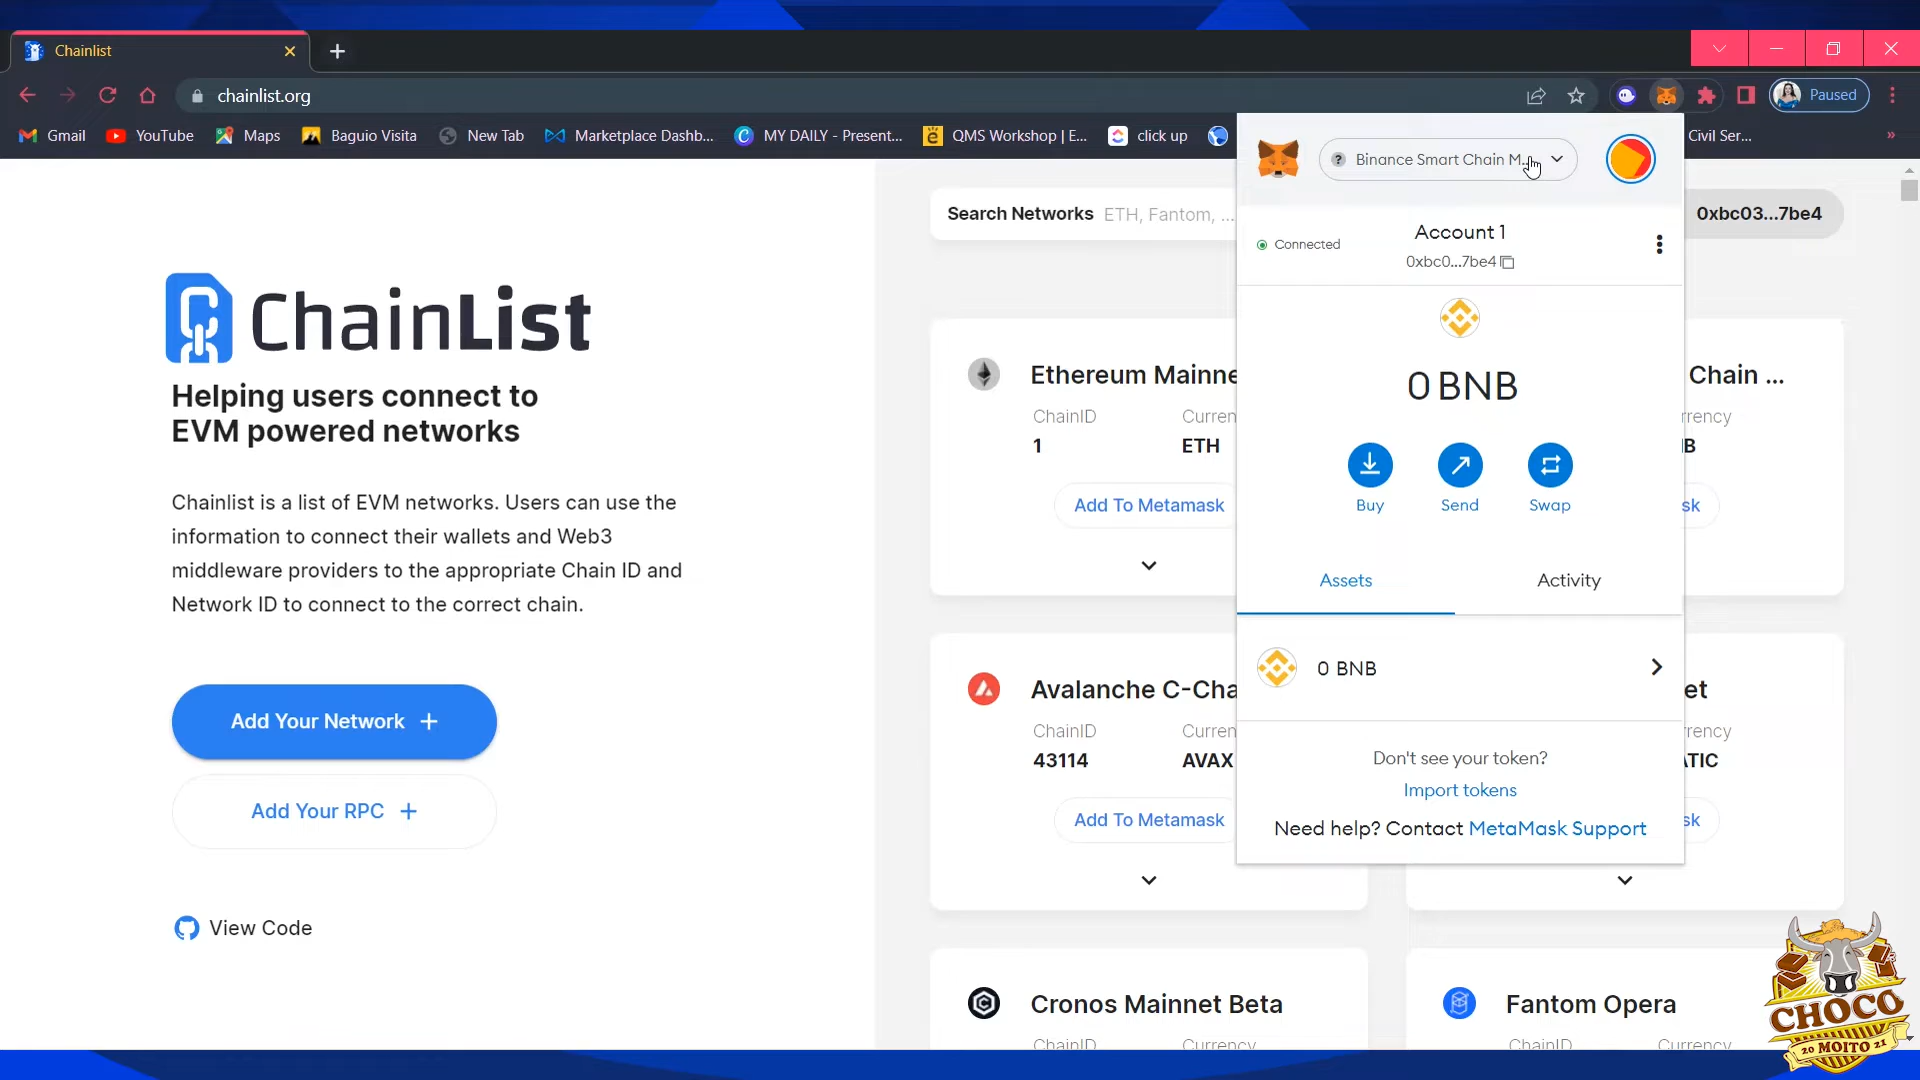 Chainlist
chainlist.org
Paused
Gmail
YouTube
Maps
Baguio Visita
New Tab
Marketplace Dashb...
MY DAILY - Present...
QMS Workshop | E...
click up
Civil Ser...
»
ChainList
Helping users connect to
EVM powered networks
Chainlist is a list of EVM networks. Users can use the
information to connect their wallets and Web3
middleware providers to the appropriate Chain ID and
Network ID to connect to the correct chain.
Add Your Network +
Add Your RPC +
View Code
Search Networks ETH, Fantom, ...
0xbc03...7be4
Ethereum Mainne
ChainID Curren
1 ETH
Add To Metamask
Chain ...
rrency
B
sk
Avalanche C-Cha
ChainID Curren
43114 AVAX
Add To Metamask
et
rrency
ATIC
sk
Cronos Mainnet Beta
ChainID Currency
Fantom Opera
ChainID Currency
Binance Smart Chain M...
Connected
Account 1
0xbc0...7be4
0 BNB
Buy
Send
Swap
Assets
Activity
0 BNB
Don't see your token?
Import tokens
Need help? Contact MetaMask Support
CHOCO
20 MOITO 21